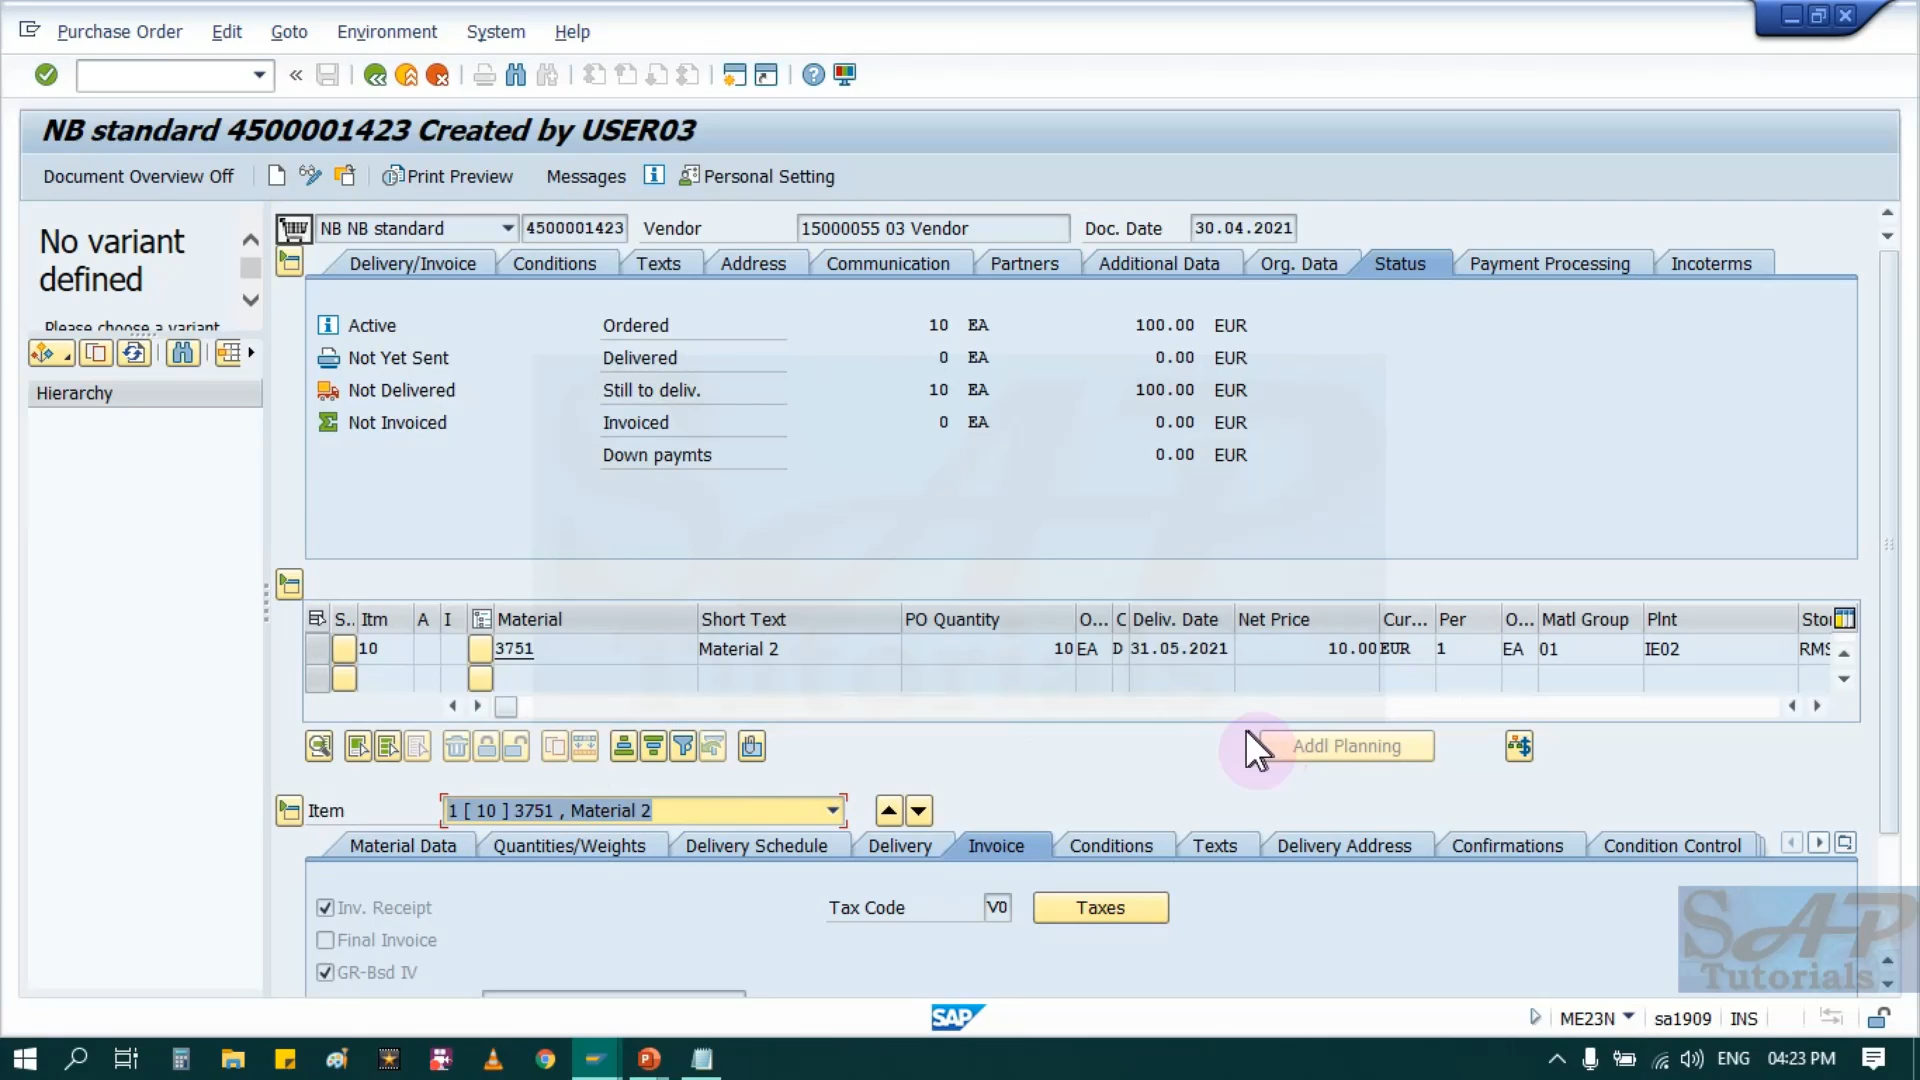 Purchase Order Edit Goto Environment System Help
NB standard 4500001423 Created by USER03
Document Overview Off Print Preview Messages Personal Setting
No variant
defined
Please choose a variant
Hierarchy
NB NB standard 4500001423 Vendor 15000055 03 Vendor Doc. Date 30.04.2021
Delivery/Invoice Conditions Texts Address Communication Partners Additional Data Org. Data Status Payment Processing Incoterms
Active Ordered 10 EA 100.00 EUR
Not Yet Sent Delivered 0 EA 0.00 EUR
Not Delivered Still to deliv. 10 EA 100.00 EUR
Not Invoiced Invoiced 0 EA 0.00 EUR
Down paymts 0.00 EUR
S.. Itm A I Material Short Text PO Quantity O... C Deliv. Date Net Price Cur... Per O... Matl Group Plnt Sto
10 3751 Material 2 10 EA D 31.05.2021 10.00 EUR 1 EA 01 IE02 RMS
Addl Planning
Item 1 [ 10 ] 3751 , Material 2
Material Data Quantities/Weights Delivery Schedule Delivery Invoice Conditions Texts Delivery Address Confirmations Condition Control
Inv. Receipt Tax Code V0 Taxes
Final Invoice
GR-Bsd IV
SAP
Tutorials
SAP ME23N sa1909 INS
ENG 04:23 PM